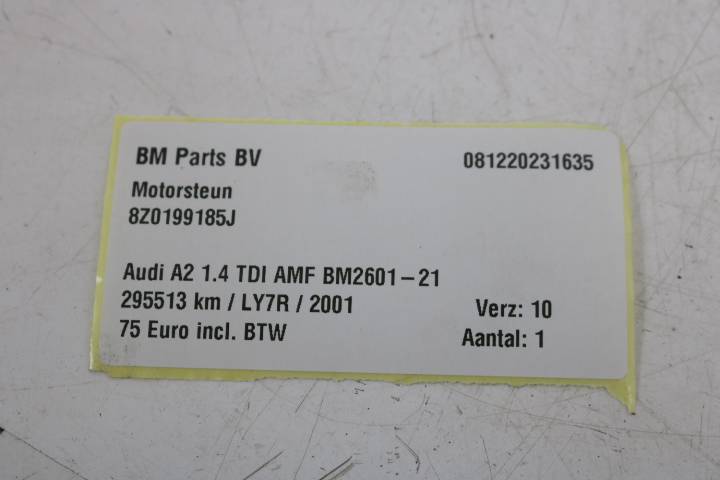 BM Parts BV 081220231635
Motorsteun
8Z0199185J
Audi A2 1.4 TDI AMF BM2601-21
295513 km / LY7R / 2001 Verz: 10
75 Euro incl. BTW Aantal: 1